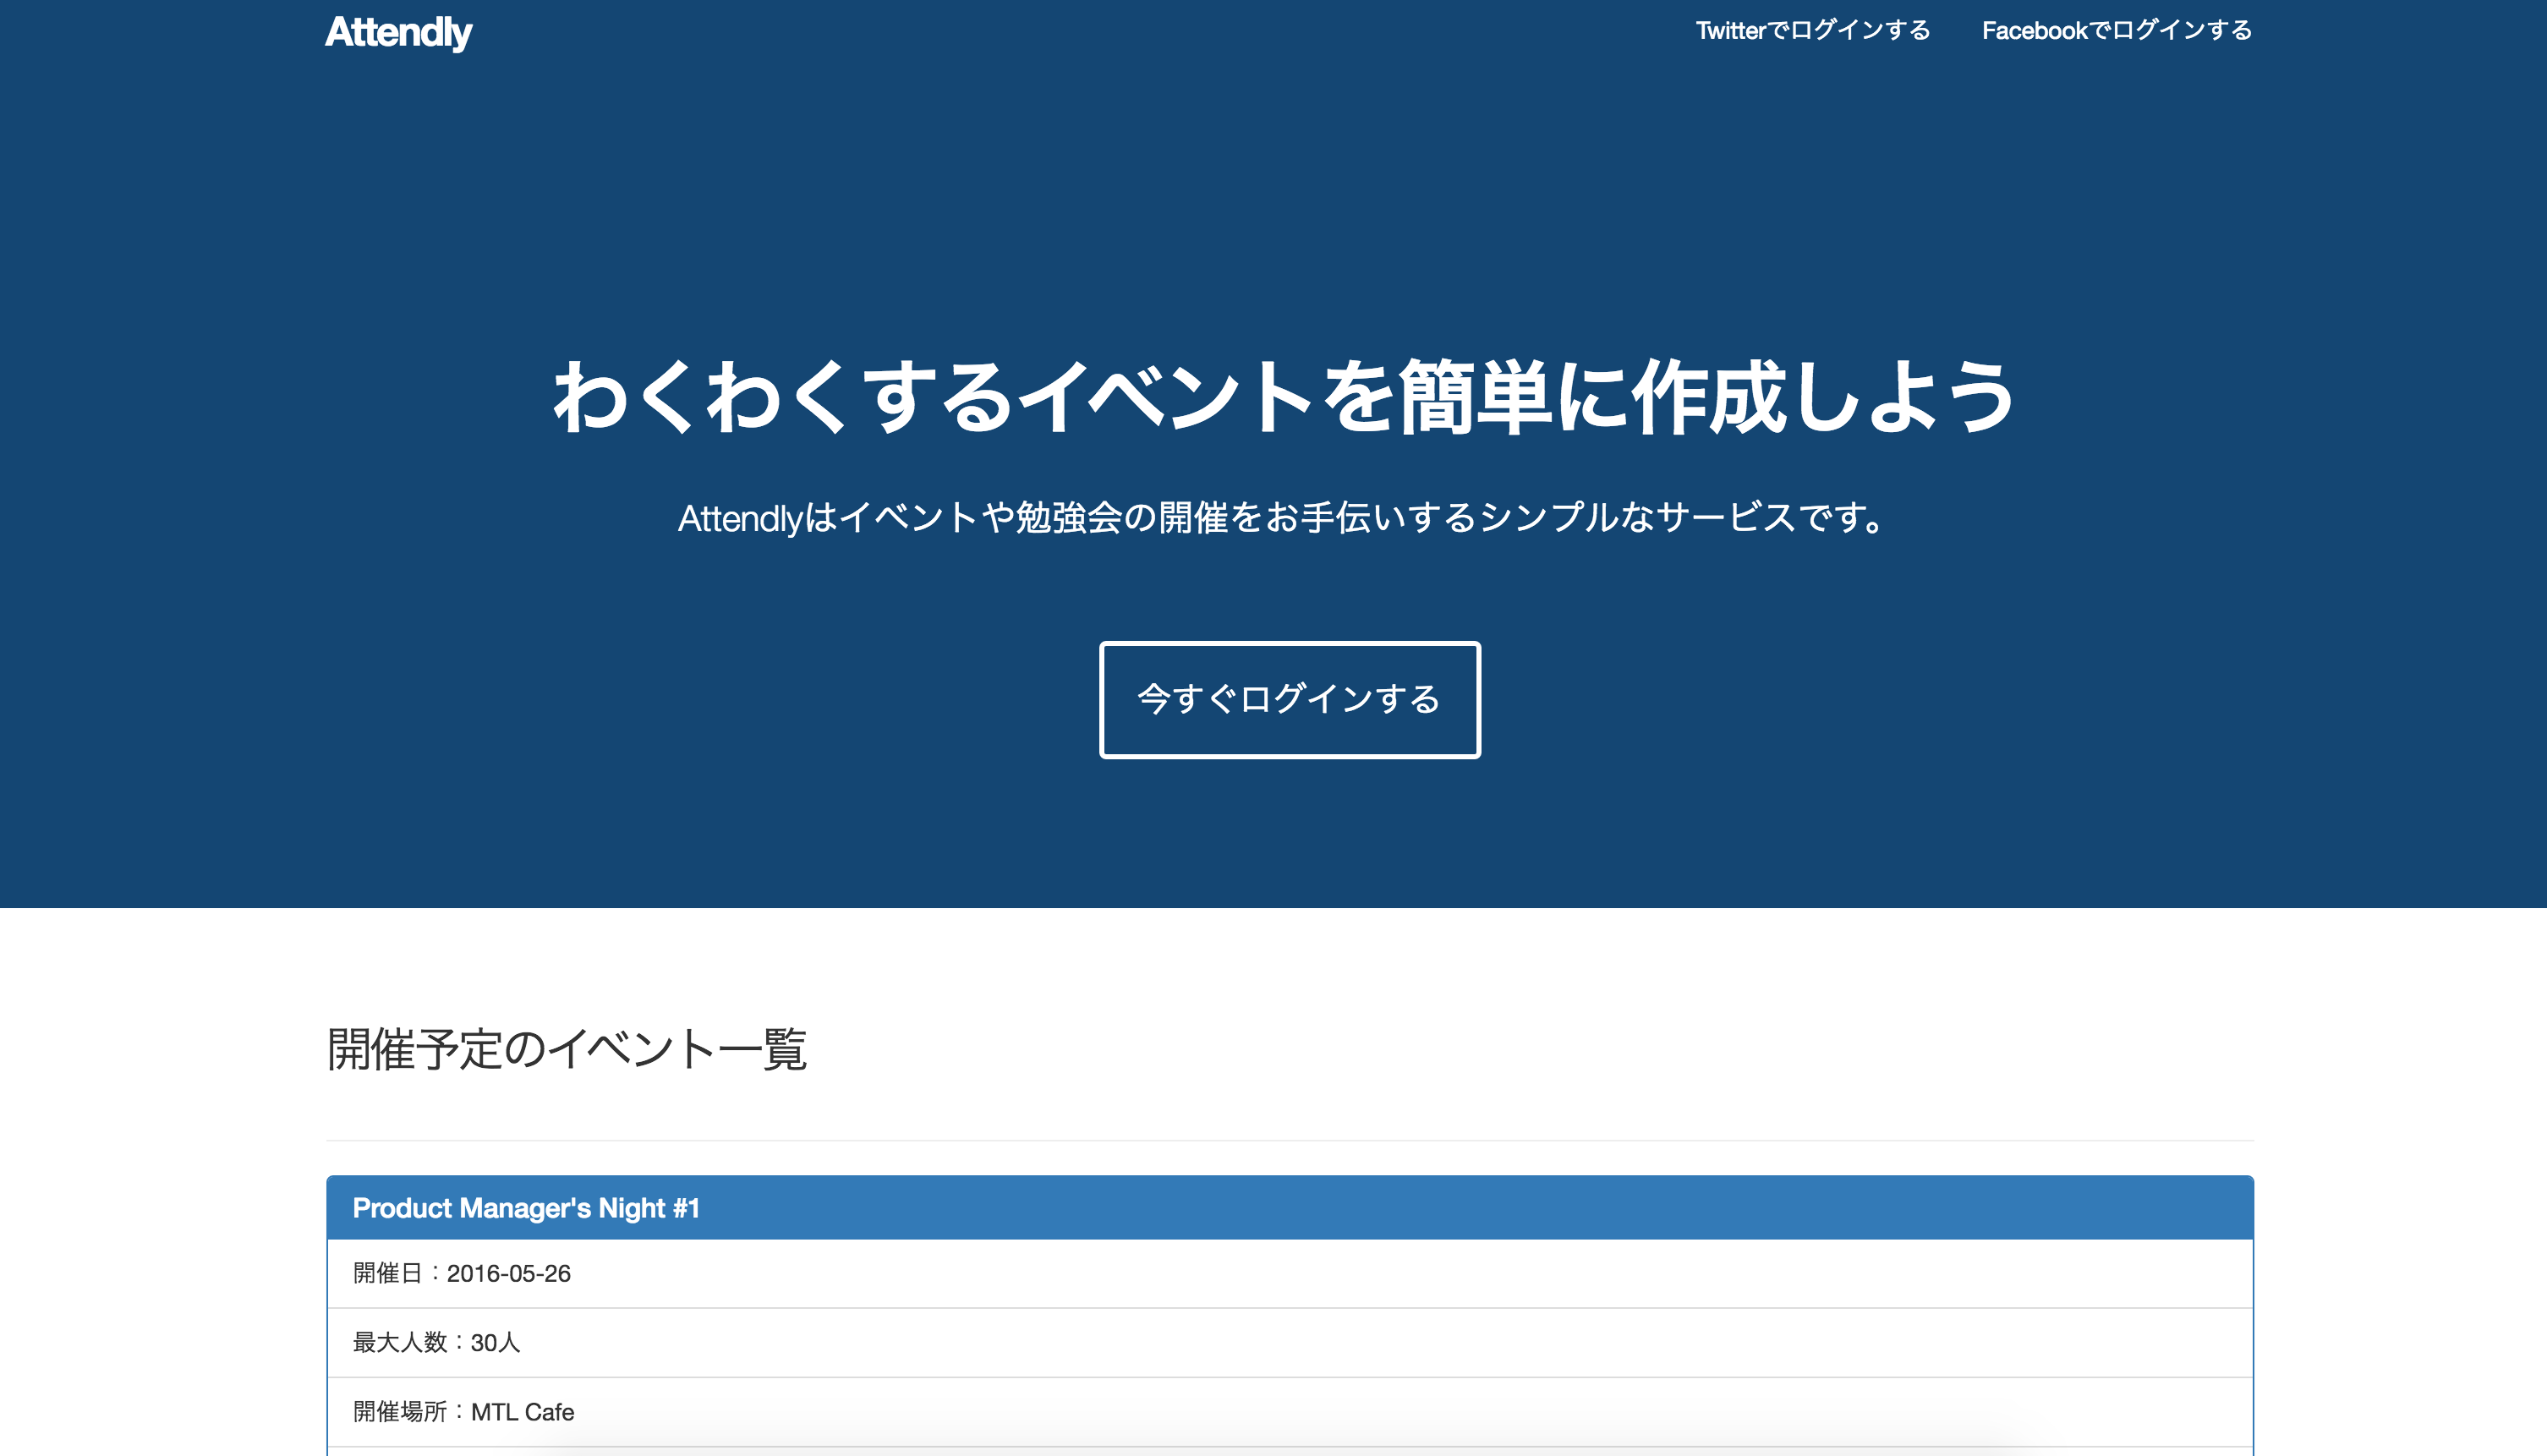 Attendly
Twitterでログインする
Facebookでログインする
わくわくするイベントを簡単に作成しよう
Attendlyはイベントや勉強会の開催をお手伝いするシンプルなサービスです。
今すぐログインする
開催予定のイベント一覧
Product Manager's Night #1
開催日：2016-05-26
最大人数：30人
開催場所：MTL Cafe